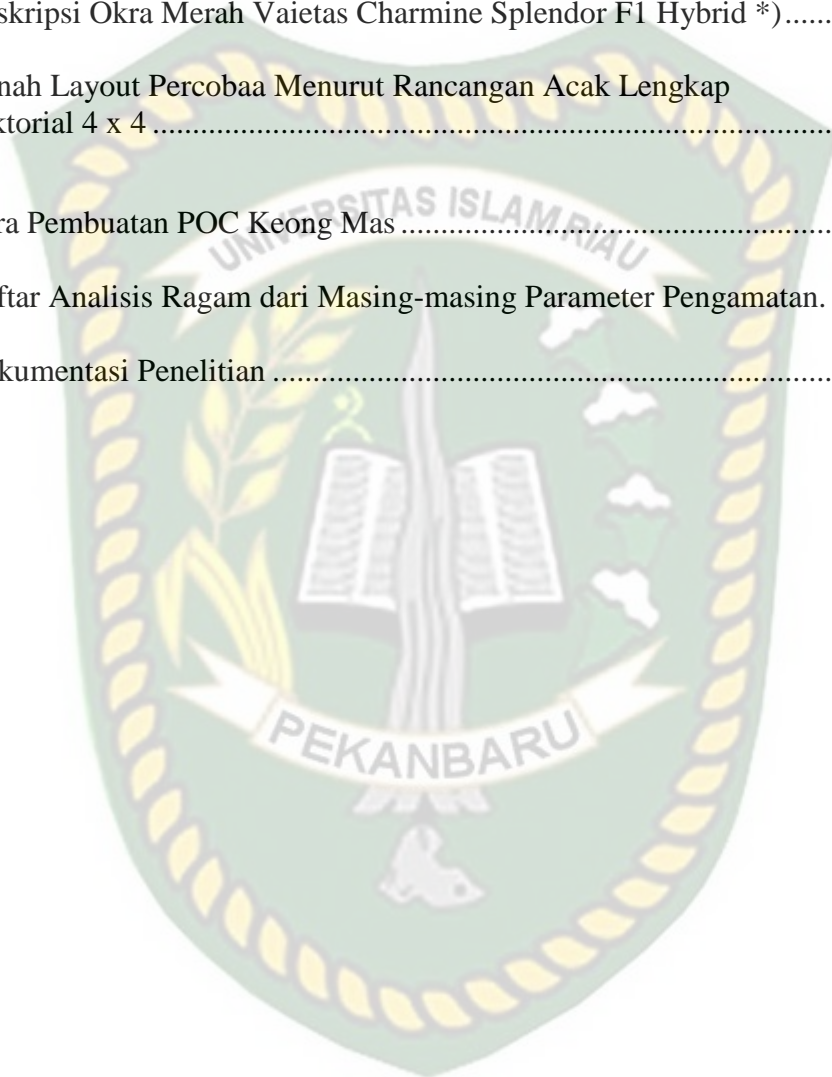 skripsi Okra Merah Vaietas Charmine Splendor F1 Hybrid *)......
nah Layout Percobaa Menurut Rancangan Acak Lengkap
ktorial 4 x 4.....................................................................................
UNIVERSITAS ISLAM RIAU
ra Pembuatan POC Keong Mas......................................................
ftar Analisis Ragam dari Masing-masing Parameter Pengamatan.
kumentasi Penelitian......................................................................
PEKANBARU